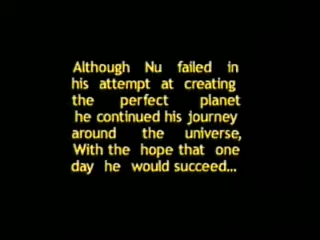 Although Nu failed in
his attempt at creating
the perfect planet
he continued his journey
around the universe,
With the hope that one
day he would succeed...